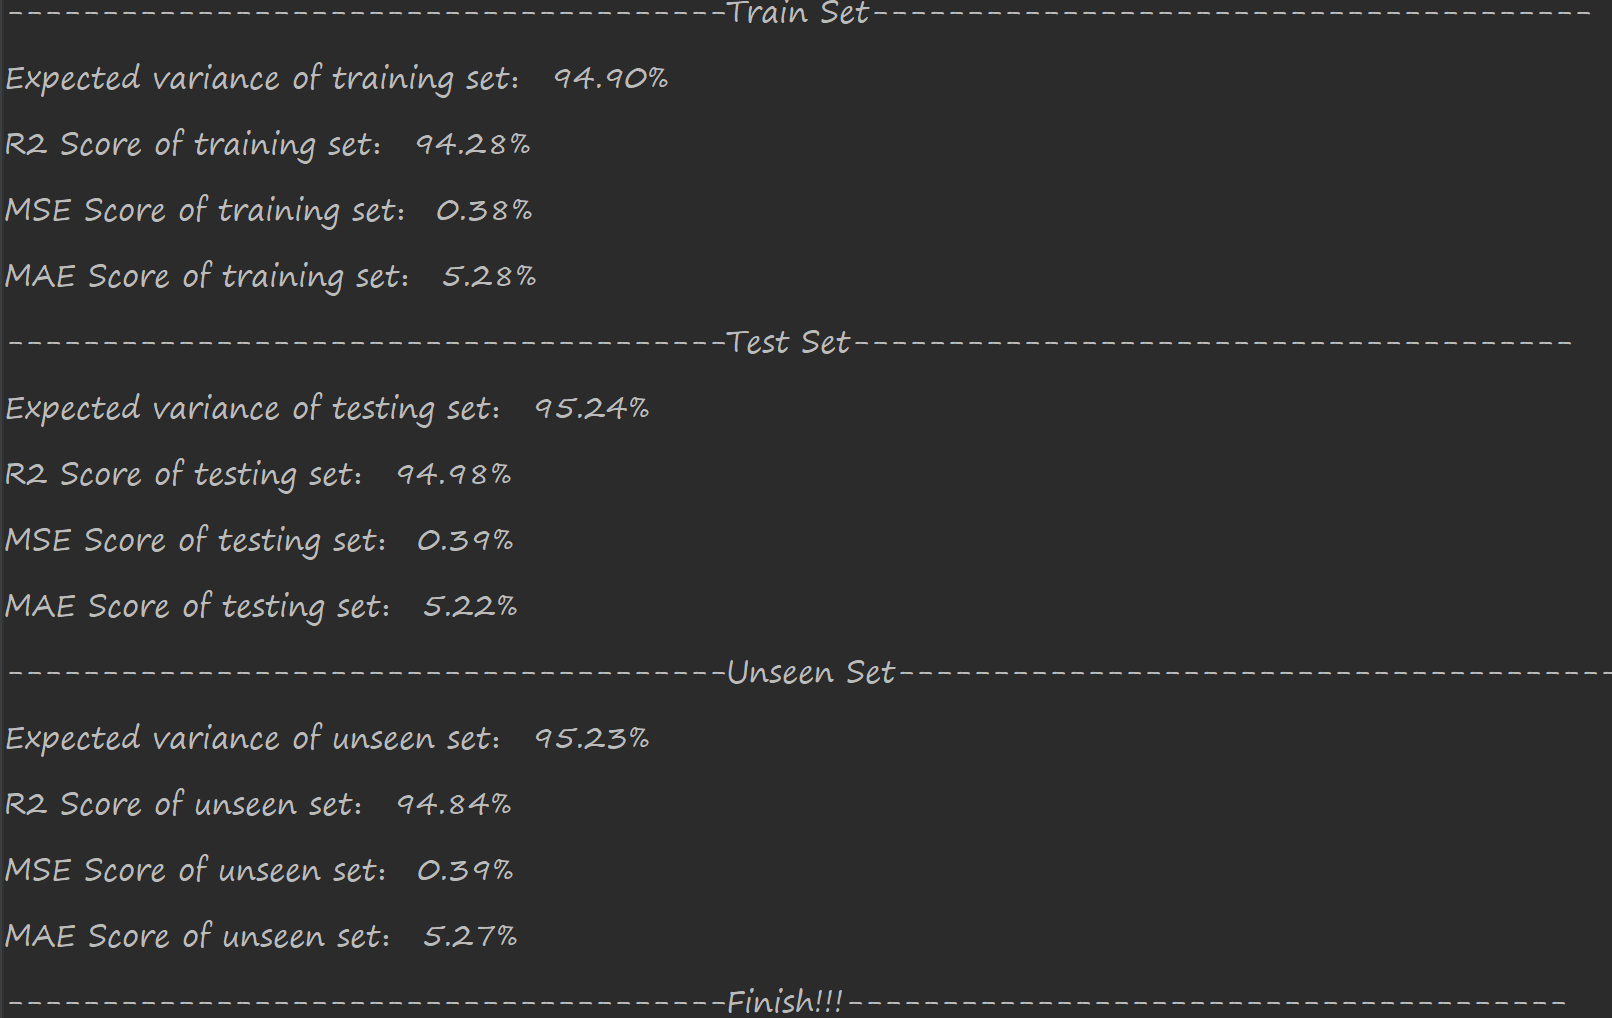 --------------------------------------Train Set--------------------------------------
Expected variance of training set： 94.90%
R2 Score of training set： 94.28%
MSE Score of training set： 0.38%
MAE Score of training set： 5.28%
--------------------------------------Test Set--------------------------------------
Expected variance of testing set： 95.24%
R2 Score of testing set： 94.98%
MSE Score of testing set： 0.39%
MAE Score of testing set： 5.22%
--------------------------------------Unseen Set--------------------------------------
Expected variance of unseen set： 95.23%
R2 Score of unseen set： 94.84%
MSE Score of unseen set： 0.39%
MAE Score of unseen set： 5.27%
--------------------------------------Finish!!!--------------------------------------